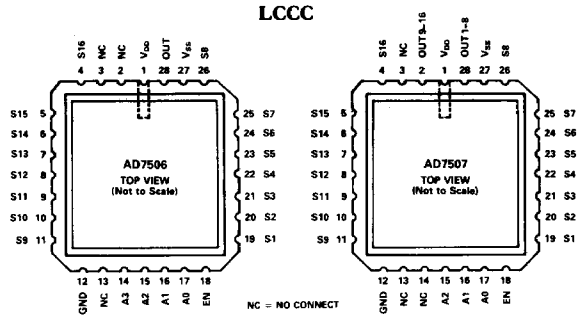 LCCC
S16 NC NC VDD OUT VSS S8
4 3 2 1 28 27 26
S15 5
S14 6
S13 7
S12 8
S11 9
S10 10
S9 11
AD7506
TOP VIEW
(Not to Scale)
25 S7
24 S6
23 S5
22 S4
21 S3
20 S2
19 S1
12 13 14 15 16 17 18
GND NC A3 A2 A1 A0 EN
S16 NC OUT9-16 VDD OUT1-8 VSS S8
4 3 2 1 28 27 26
S15 5
S14 6
S13 7
S12 8
S11 9
S10 10
S9 11
AD7507
TOP VIEW
(Not to Scale)
25 S7
24 S6
23 S5
22 S4
21 S3
20 S2
19 S1
12 13 14 15 16 17 18
GND NC NC A2 A1 A0 EN
NC = NO CONNECT